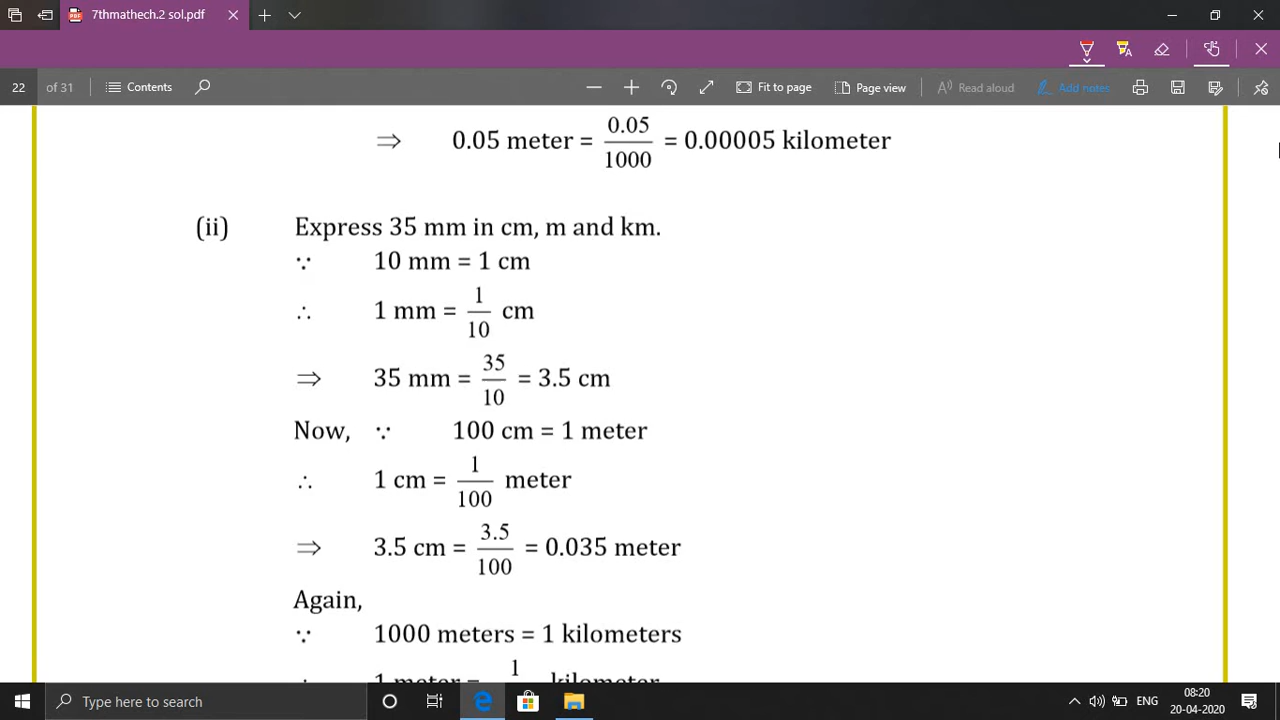 7thmathech.2 sol.pdf
22 of 31 Contents Fit to page Page view Read aloud Add notes
⇒ 0.05 meter = 0.05/1000 = 0.00005 kilometer
(ii) Express 35 mm in cm, m and km.
∵ 10 mm = 1 cm
∴ 1 mm = 1/10 cm
⇒ 35 mm = 35/10 = 3.5 cm
Now, ∵ 100 cm = 1 meter
∴ 1 cm = 1/100 meter
⇒ 3.5 cm = 3.5/100 = 0.035 meter
Again,
∵ 1000 meters = 1 kilometers
∴ 1 meter = 1 kilometer
Type here to search ENG 08:20
20-04-2020